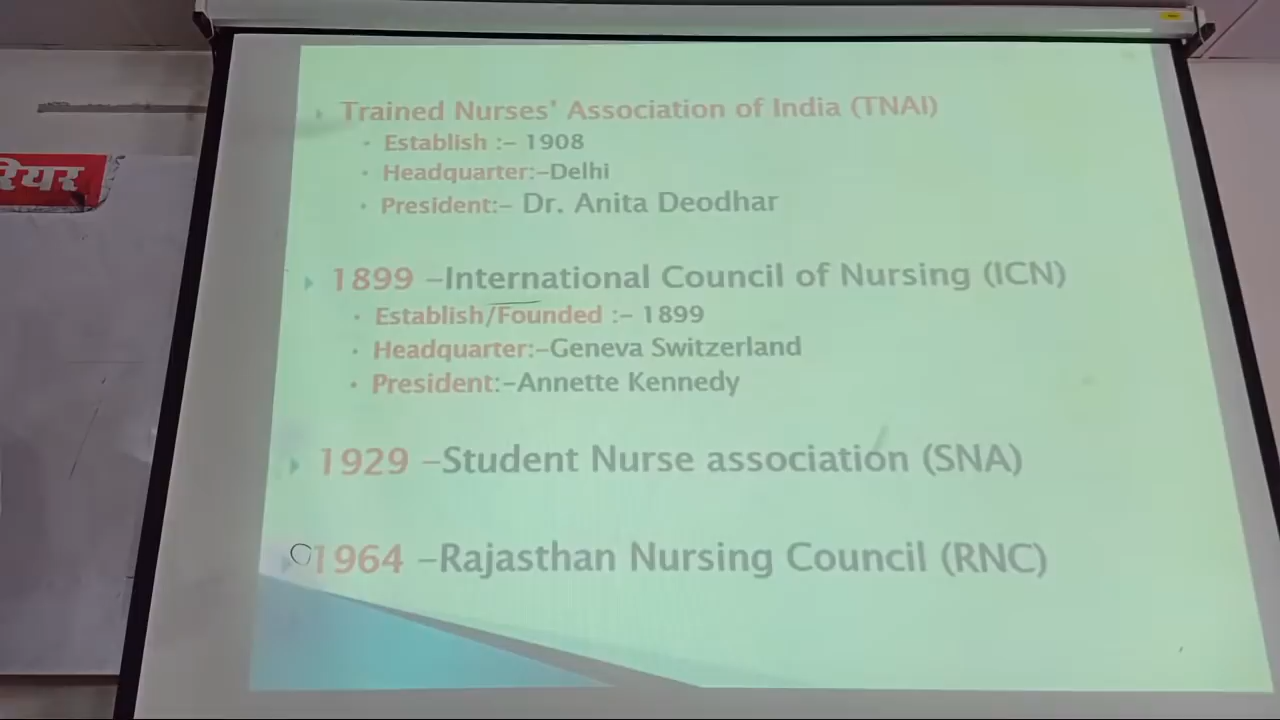 रियर
Trained Nurses' Association of India (TNAI)
Establish :– 1908
Headquarter:–Delhi
President:– Dr. Anita Deodhar
1899 –International Council of Nursing (ICN)
Establish/Founded :– 1899
Headquarter:–Geneva Switzerland
President:–Annette Kennedy
1929 –Student Nurse association (SNA)
1964 –Rajasthan Nursing Council (RNC)